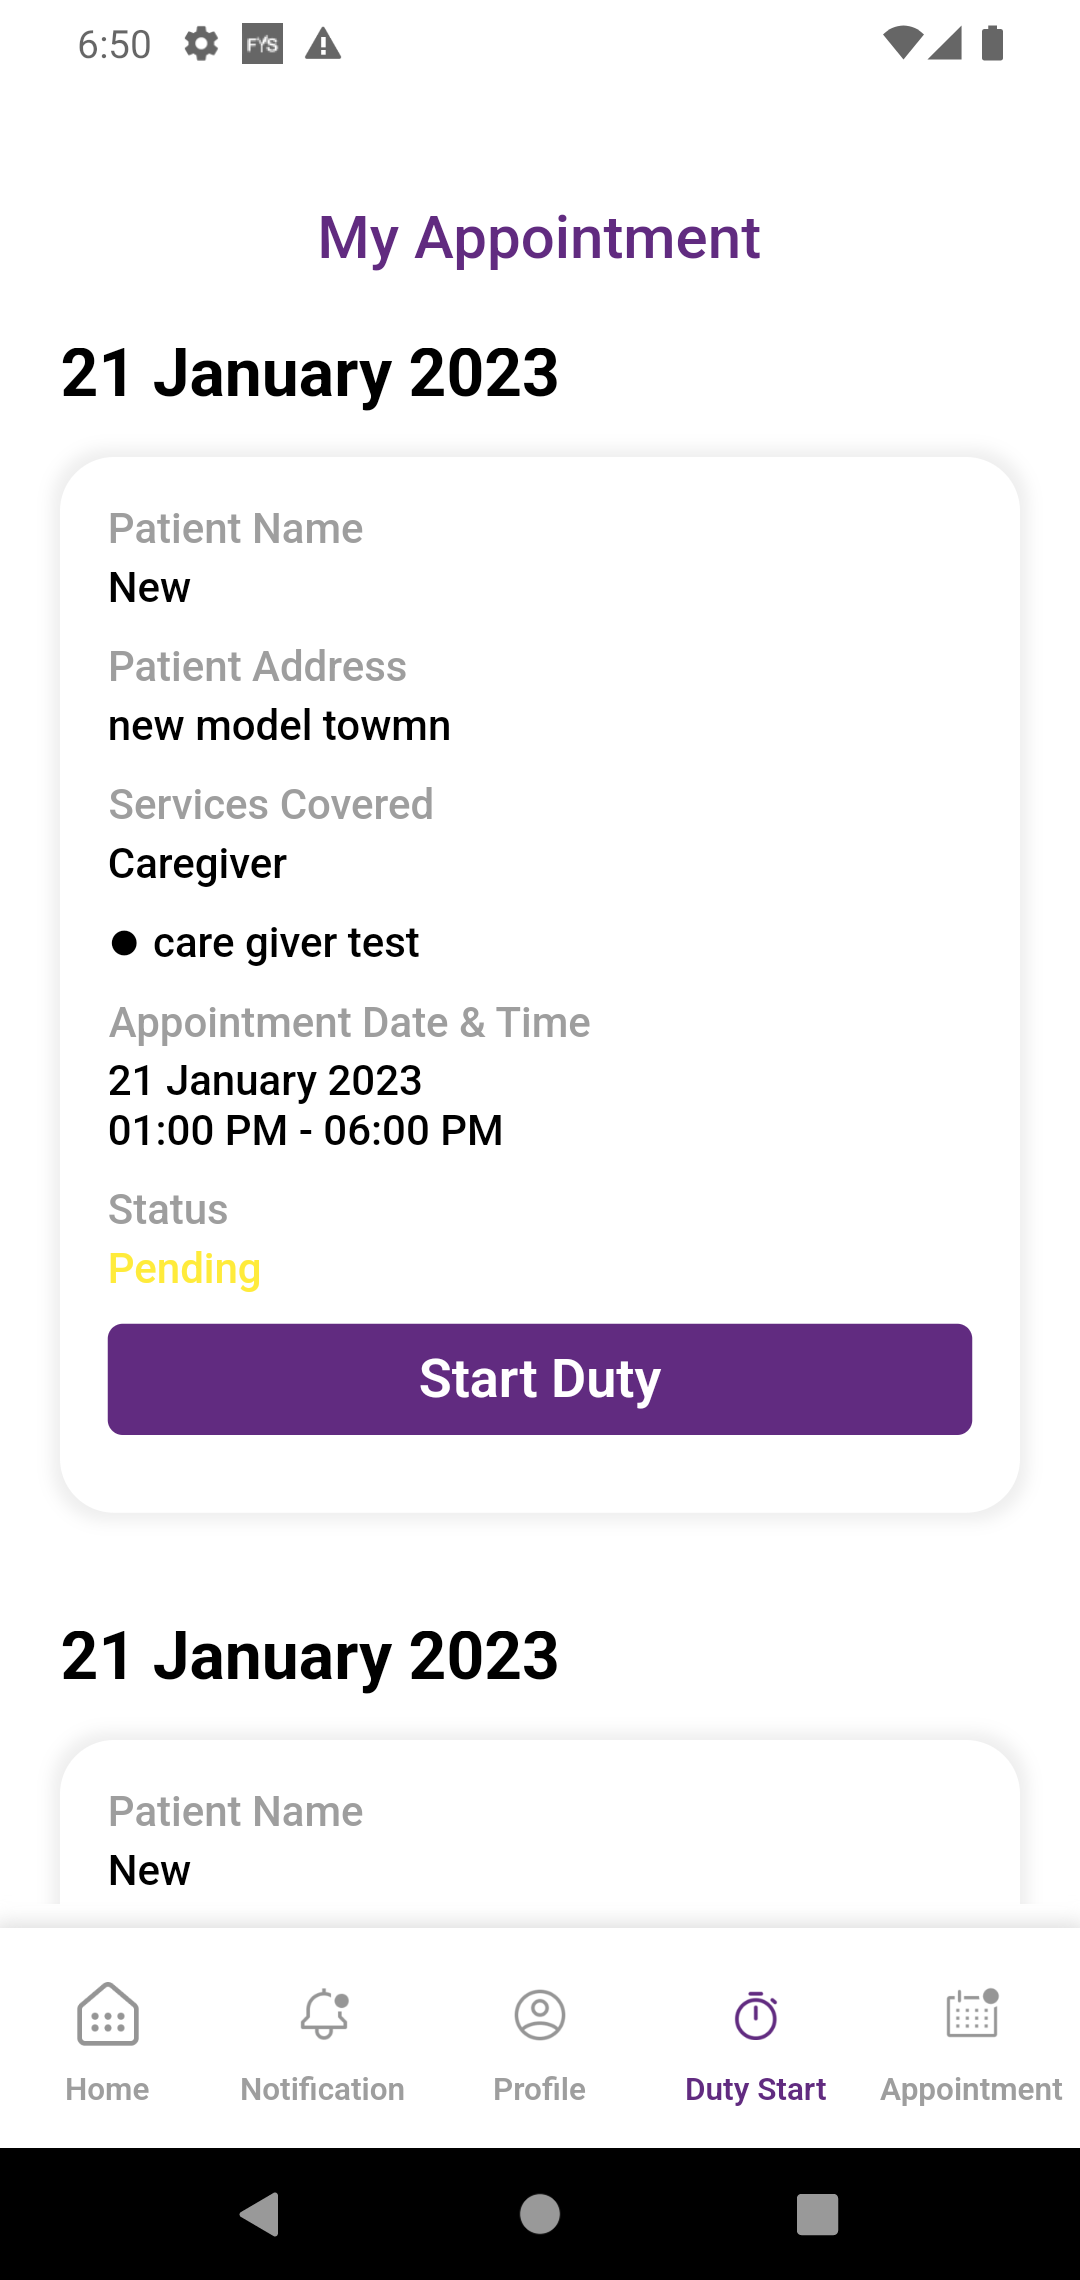 6:50
FYS
My Appointment
21 January 2023
Patient Name
New
Patient Address
new model towmn
Services Covered
Caregiver
● care giver test
Appointment Date & Time
21 January 2023
01:00 PM - 06:00 PM
Status
Pending
Start Duty
21 January 2023
Patient Name
New
Home
Notification
Profile
Duty Start
Appointment